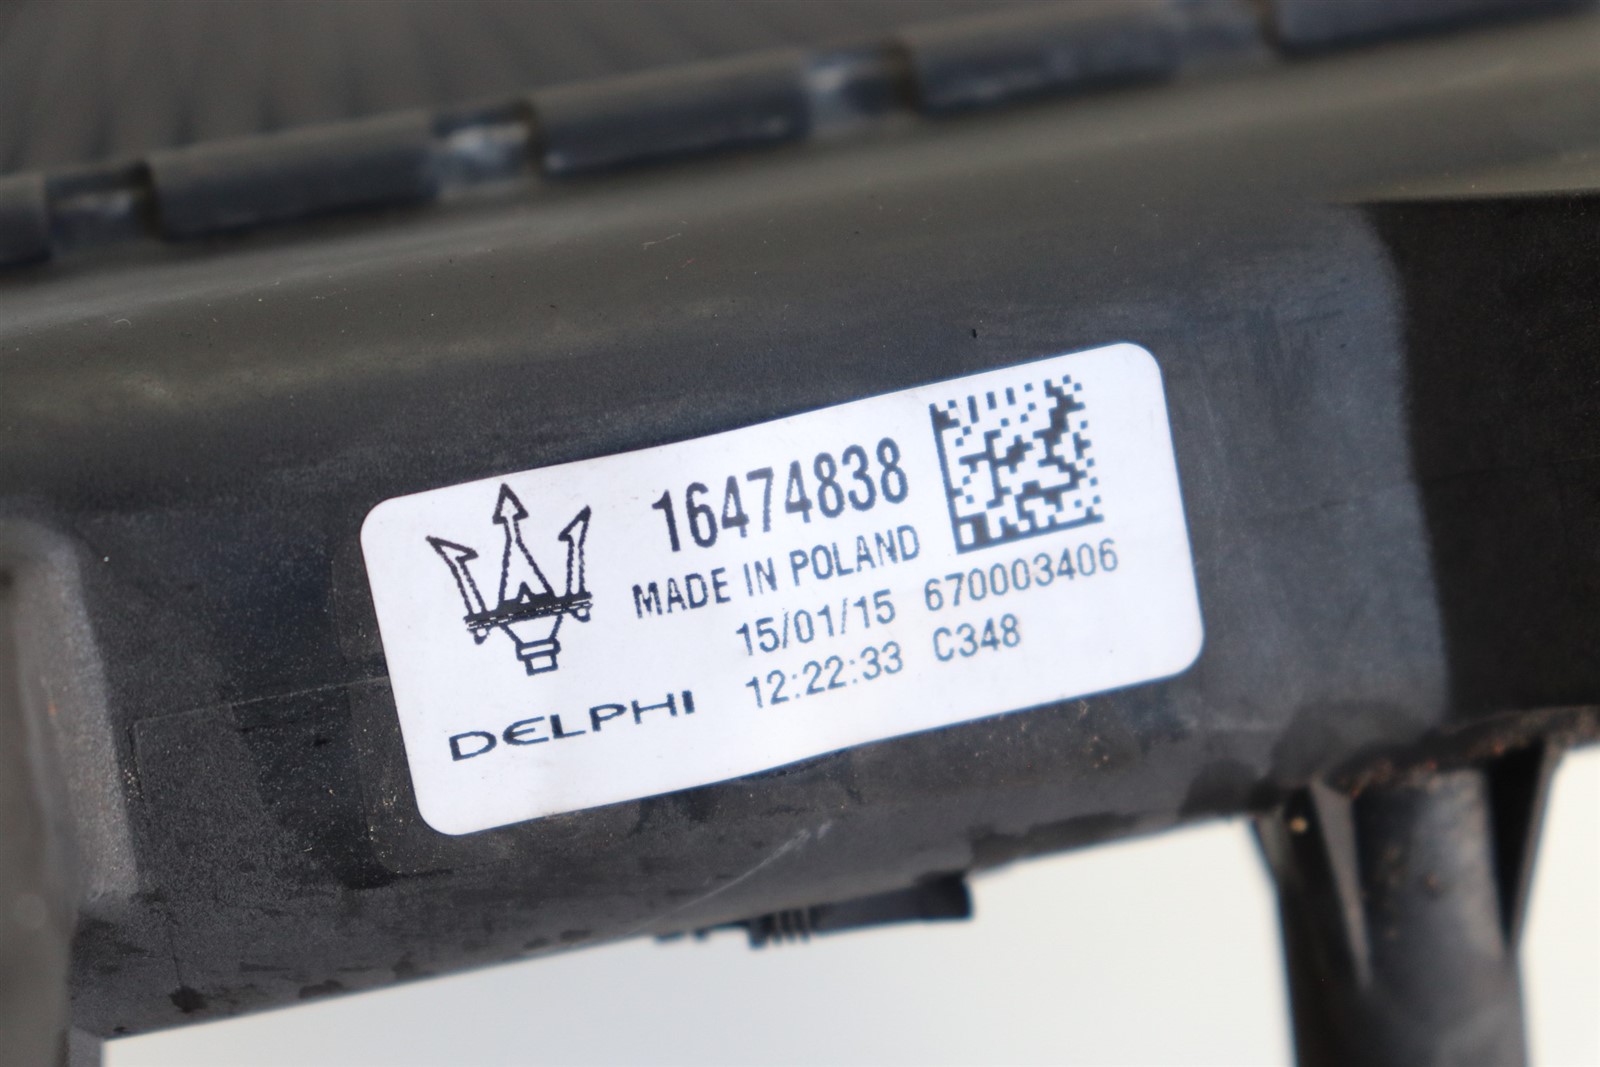 16474838
MADE IN POLAND
15/01/15 670003406
12:22:33 C348
DELPHI